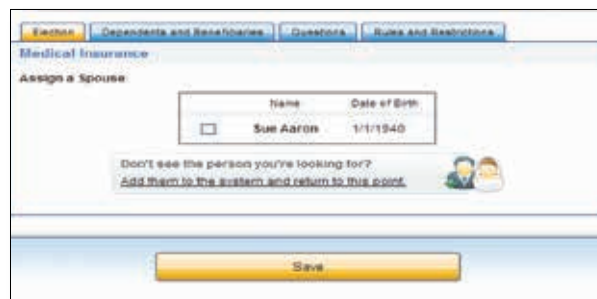 Election
Dependents and Beneficiaries
Questions
Rules and Restrictions
Medical Insurance
Assign a Spouse
Name Date of Birth
Sue Aaron 1/1/1940
Don't see the person you're looking for?
Add them to the system and return to this point.
Save